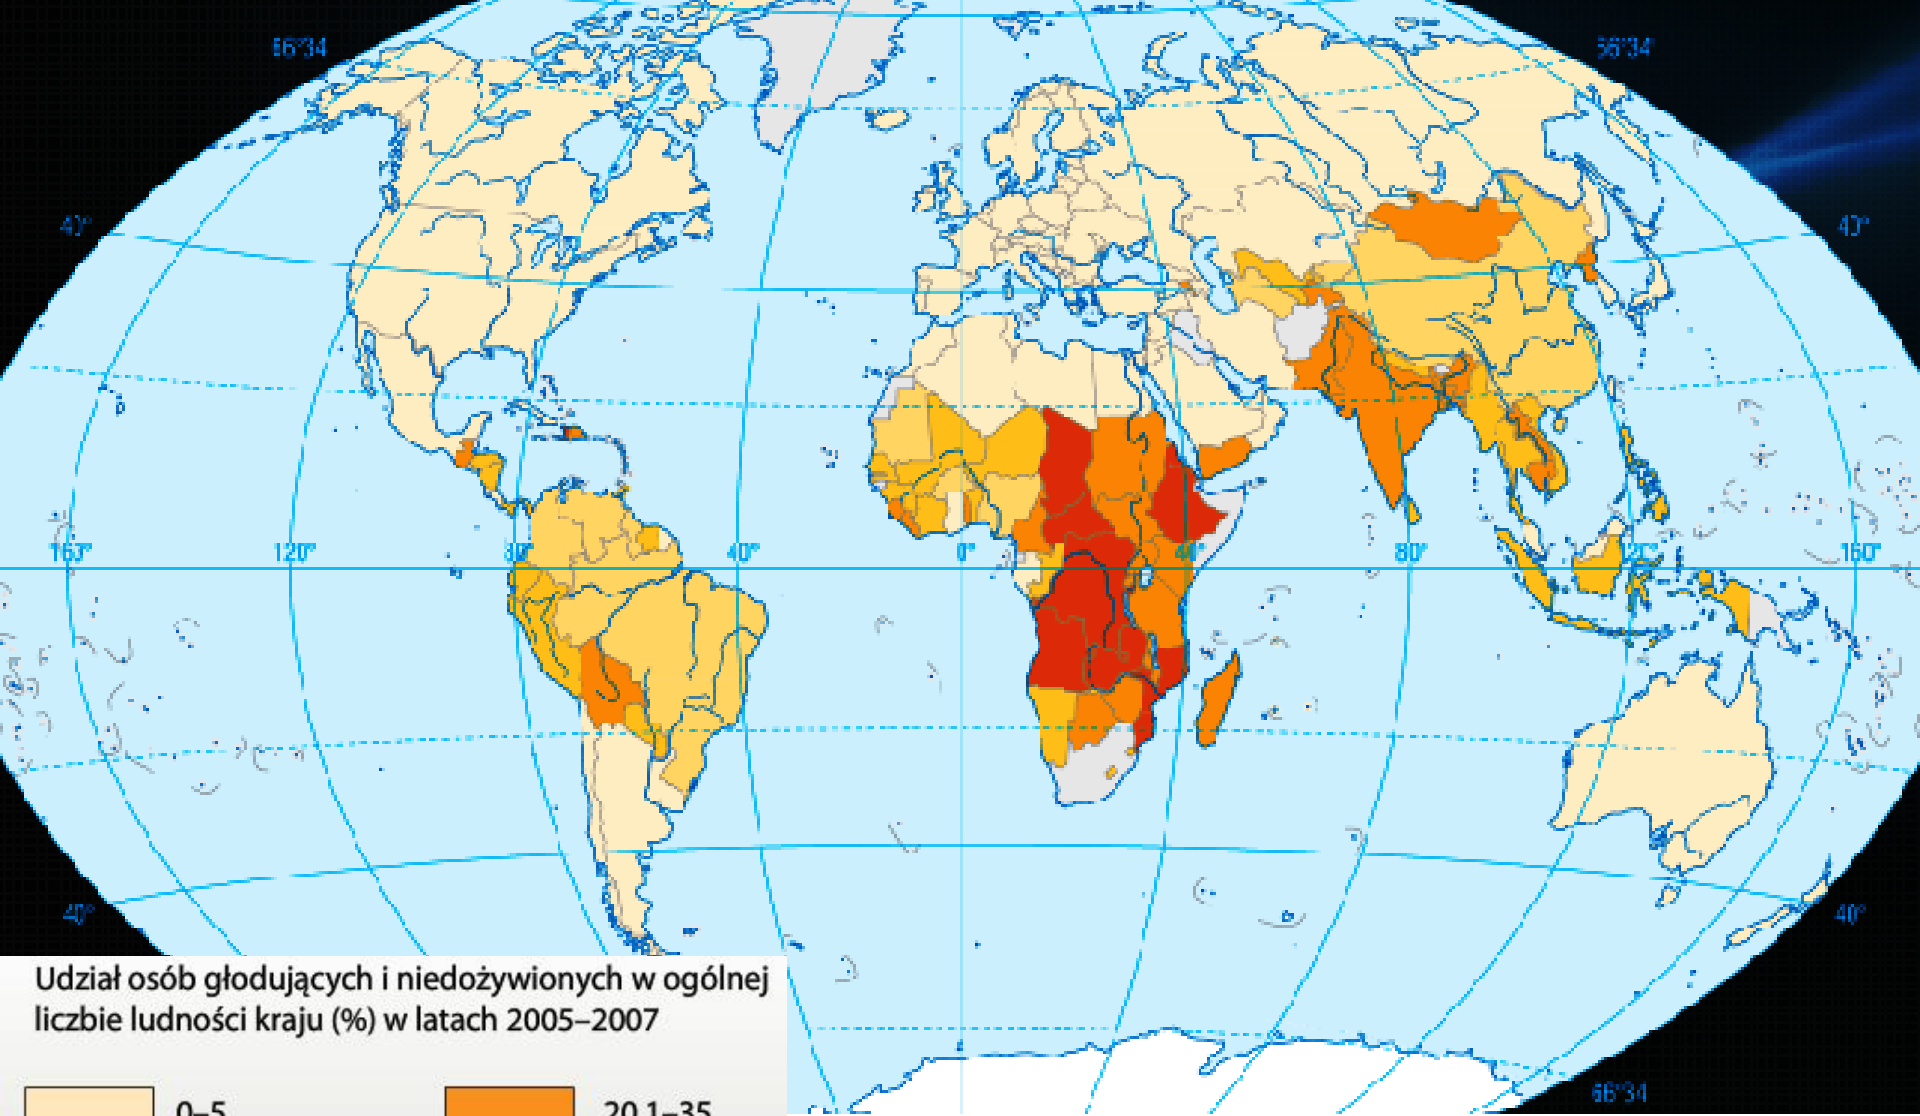 66°34'
66°34'
40°
40°
160° 120° 80° 40° 0° 40° 80° 120° 160°
40°
40°
Udział osób głodujących i niedożywionych w ogólnej
liczbie ludności kraju (%) w latach 2005–2007
66°34'
0–5 20,1–35